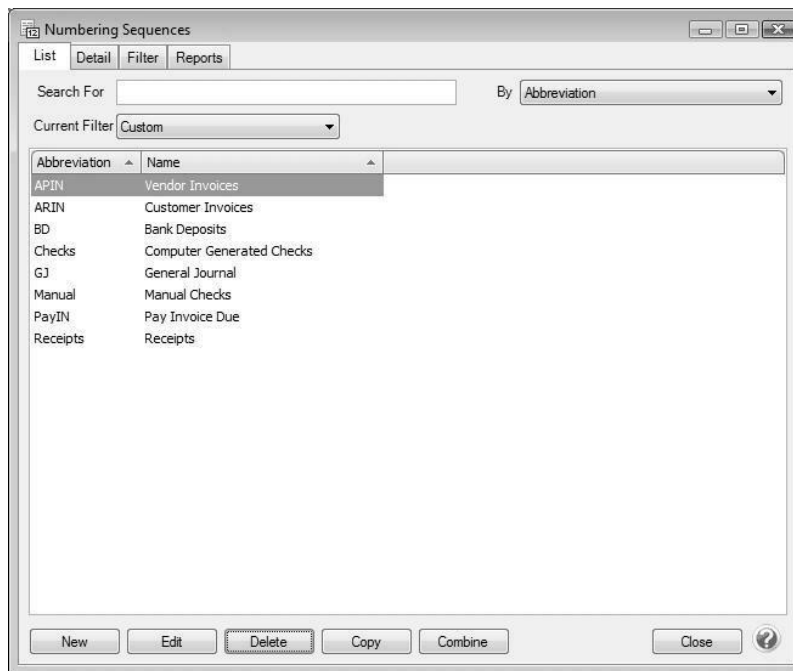 12 Numbering Sequences
List Detail Filter Reports
Search For By Abbreviation
Current Filter Custom
Abbreviation Name
APIN Vendor Invoices
ARIN Customer Invoices
BD Bank Deposits
Checks Computer Generated Checks
GJ General Journal
Manual Manual Checks
PayIN Pay Invoice Due
Receipts Receipts
New Edit Delete Copy Combine Close ?